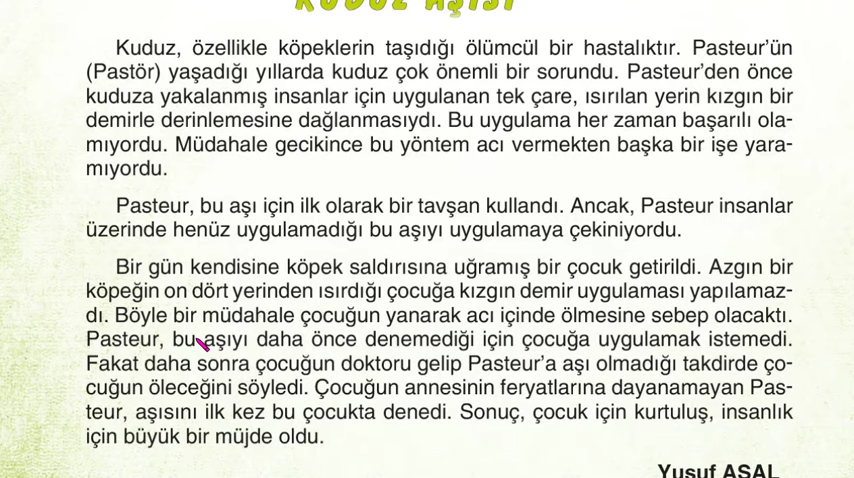 KUDUZ AŞISI
Kuduz, özellikle köpeklerin taşıdığı ölümcül bir hastalıktır. Pasteur’ün
(Pastör) yaşadığı yıllarda kuduz çok önemli bir sorundu. Pasteur’den önce
kuduza yakalanmış insanlar için uygulanan tek çare, ısırılan yerin kızgın bir
demirle derinlemesine dağlanmasıydı. Bu uygulama her zaman başarılı ola-
mıyordu. Müdahale gecikince bu yöntem acı vermekten başka bir işe yara-
mıyordu.
Pasteur, bu aşı için ilk olarak bir tavşan kullandı. Ancak, Pasteur insanlar
üzerinde henüz uygulamadığı bu aşıyı uygulamaya çekiniyordu.
Bir gün kendisine köpek saldırısına uğramış bir çocuk getirildi. Azgın bir
köpeğin on dört yerinden ısırdığı çocuğa kızgın demir uygulaması yapılamaz-
dı. Böyle bir müdahale çocuğun yanarak acı içinde ölmesine sebep olacaktı.
Pasteur, bu aşıyı daha önce denemediği için çocuğa uygulamak istemedi.
Fakat daha sonra çocuğun doktoru gelip Pasteur’a aşı olmadığı takdirde ço-
cuğun öleceğini söyledi. Çocuğun annesinin feryatlarına dayanamayan Pas-
teur, aşısını ilk kez bu çocukta denedi. Sonuç, çocuk için kurtuluş, insanlık
için büyük bir müjde oldu.
Yusuf ASAL